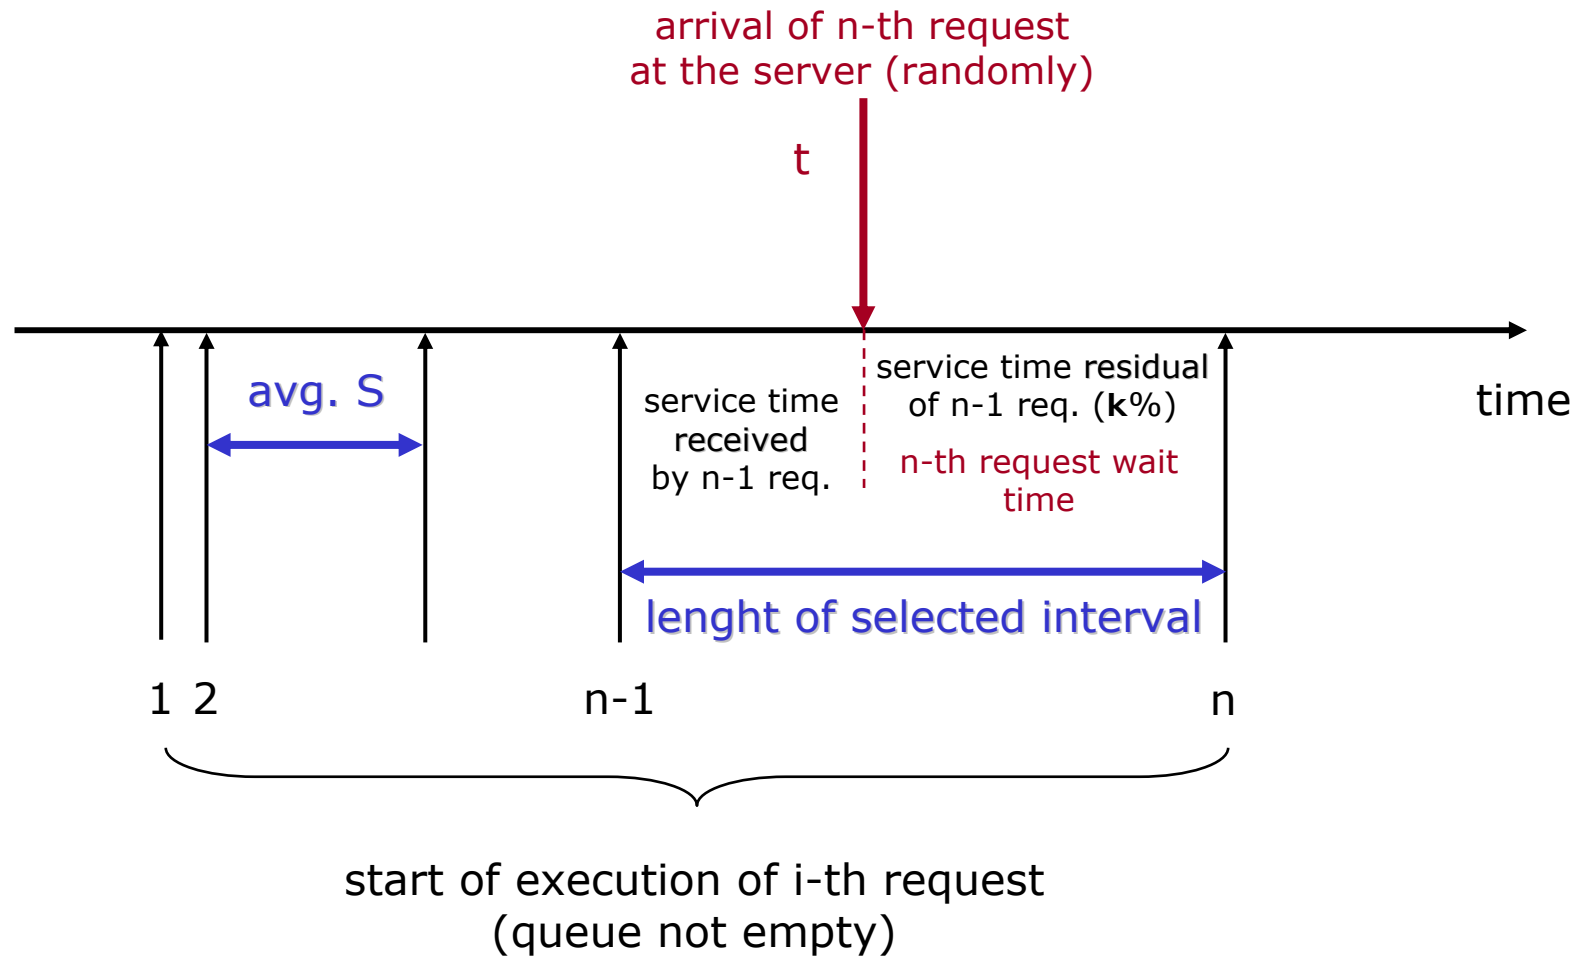 arrival of n-th request
at the server (randomly)
t
avg. S
service time
received
by n-1 req.
service time residual
of n-1 req. (k%)
n-th request wait
time
time
lenght of selected interval
1 2 n-1 n
start of execution of i-th request
(queue not empty)